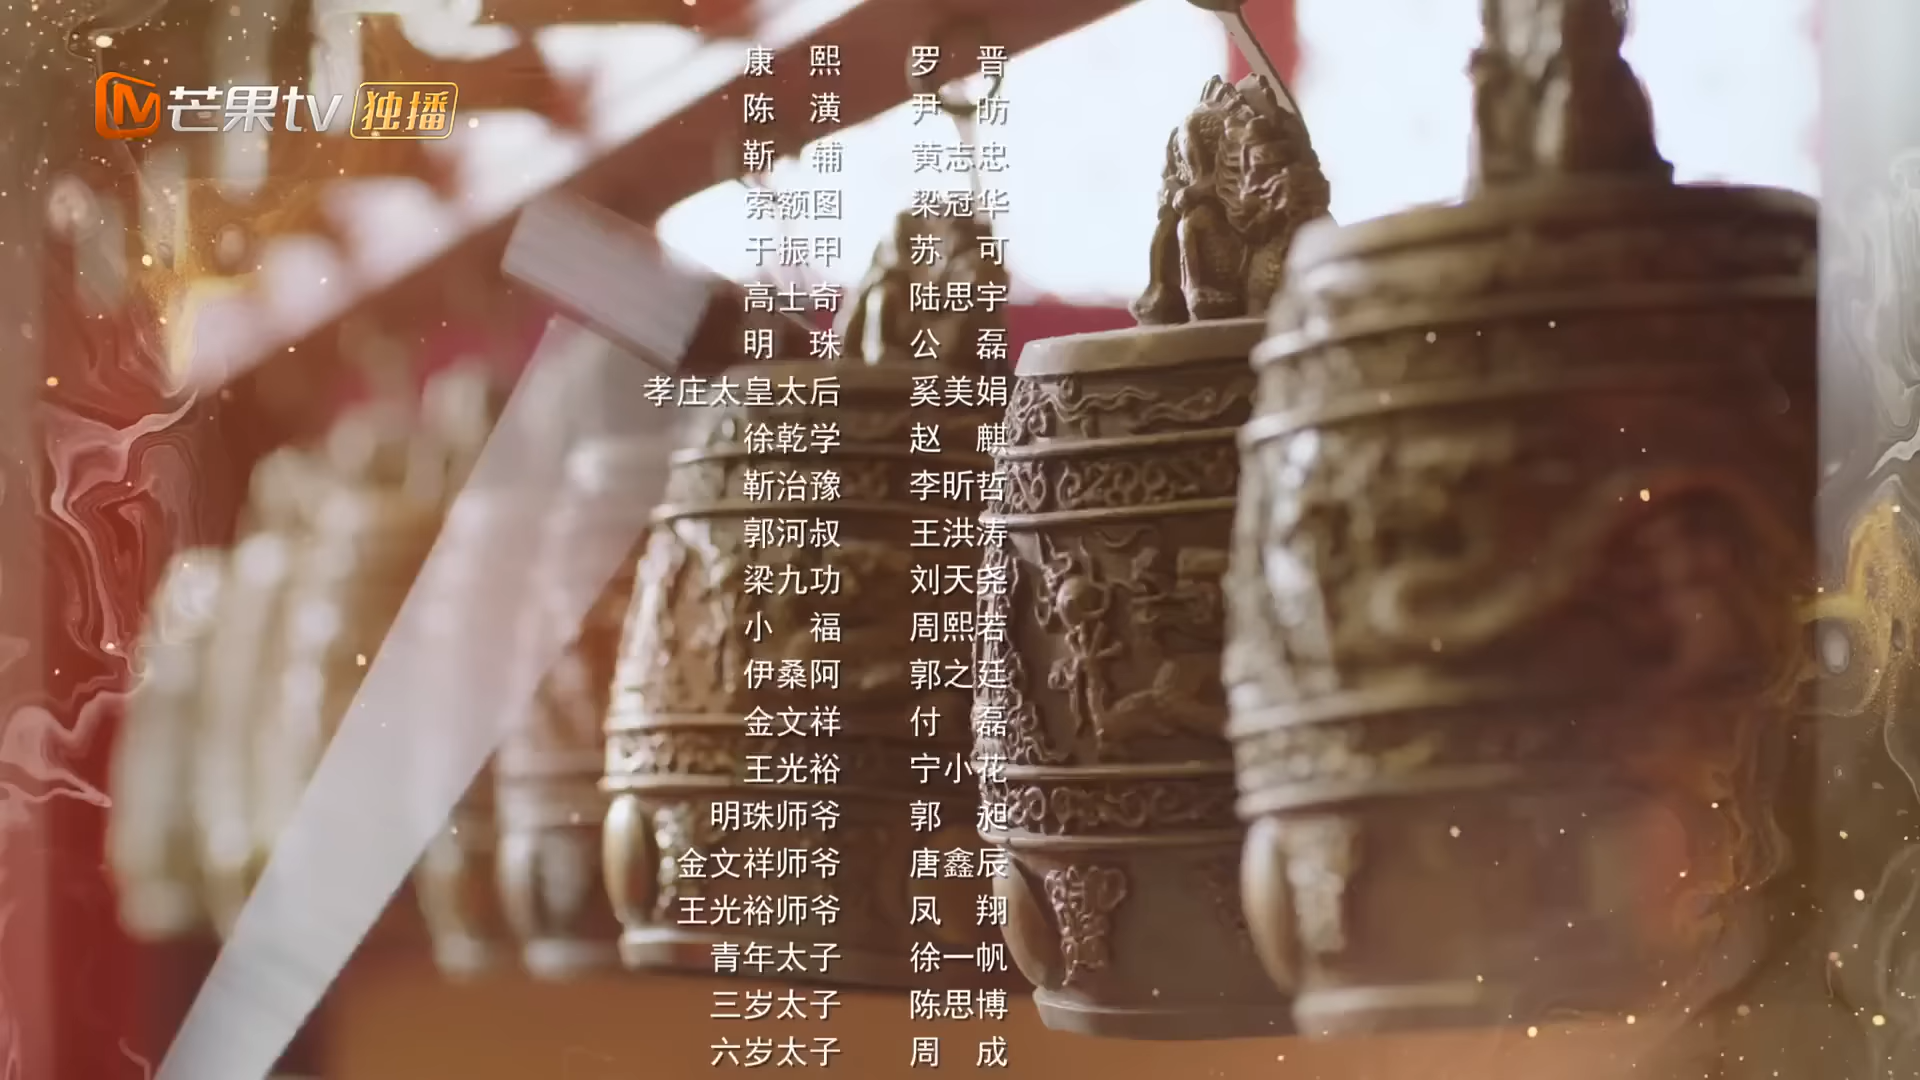 芒果tv 独播
康熙 罗晋
陈潢 尹昉
靳辅 黄志忠
索额图 梁冠华
于振甲 苏可
高士奇 陆思宇
明珠 公磊
孝庄太皇太后 奚美娟
徐乾学 赵麒
靳治豫 李昕哲
郭河叔 王洪涛
梁九功 刘天尧
小福 周熙若
伊桑阿 郭之廷
金文祥 付磊
王光裕 宁小花
明珠师爷 郭昶
金文祥师爷 唐鑫辰
王光裕师爷 凤翔
青年太子 徐一帆
三岁太子 陈思博
六岁太子 周成